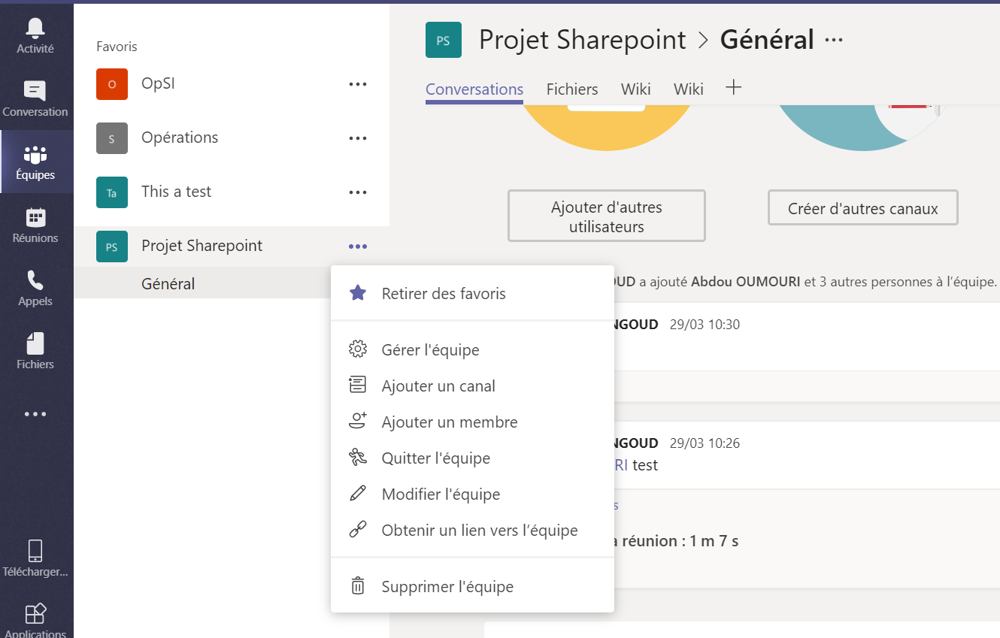 Activité
Conversation
Équipes
Réunions
Appels
Fichiers
Télécharger...
Applications
Favoris
O OpSI
S Opérations
Ta This a test
PS Projet Sharepoint
Général
Retirer des favoris
Gérer l'équipe
Ajouter un canal
Ajouter un membre
Quitter l'équipe
Modifier l'équipe
Obtenir un lien vers l’équipe
Supprimer l'équipe
PS Projet Sharepoint > Général
Conversations Fichiers Wiki Wiki
Ajouter d'autres
utilisateurs
Créer d'autres canaux
OUD a ajouté Abdou OUMOURI et 3 autres personnes à l’équipe.
NGOUD 29/03 10:30
NGOUD 29/03 10:26
RI test
s
a réunion : 1 m 7 s